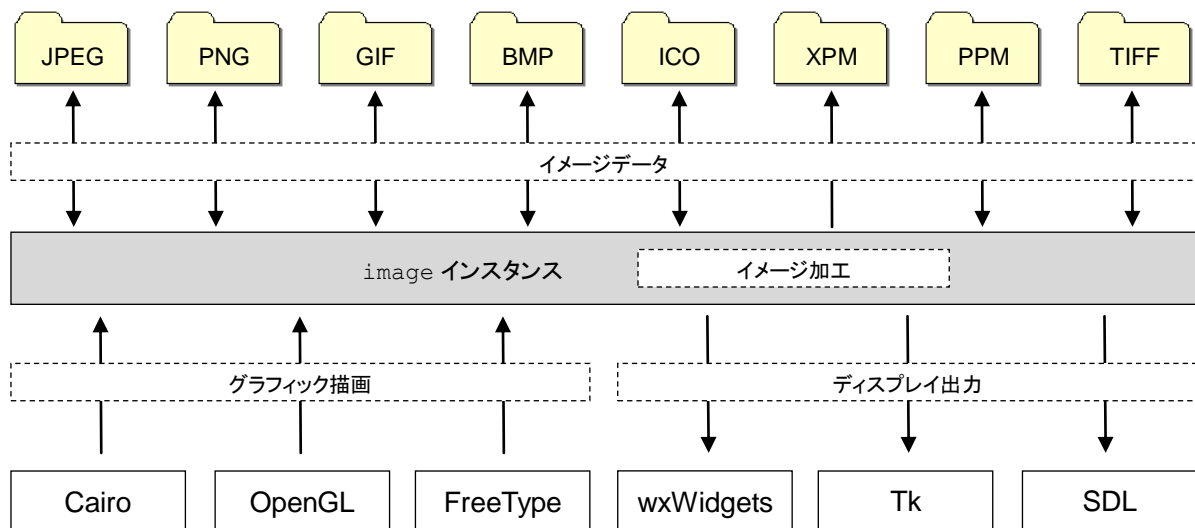 JPEG PNG GIF BMP ICO XPM PPM TIFF
イメージデータ
image インスタンス イメージ加工
グラフィック描画 ディスプレイ出力
Cairo OpenGL FreeType wxWidgets Tk SDL